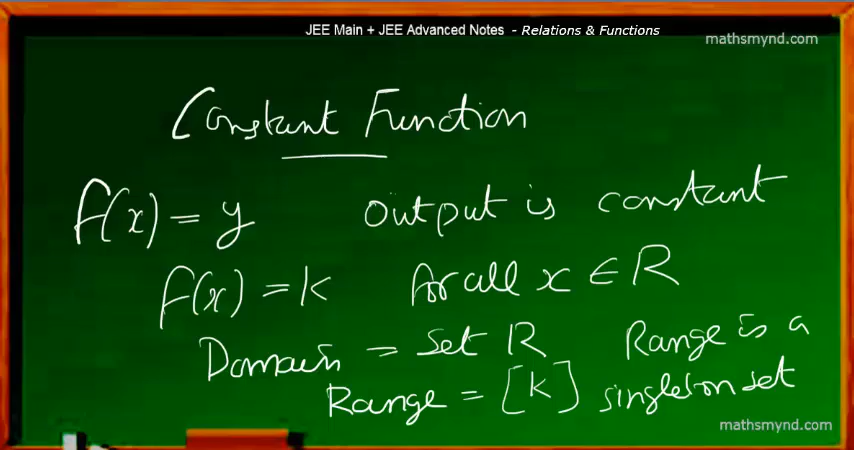 JEE Main + JEE Advanced Notes - Relations & Functions
mathsmynd.com
Constant Function
f(x) = y output is constant
f(x) = k for all x ∈ R
Domain = Set R Range is a
Range = [k] singleton set
mathsmynd.com